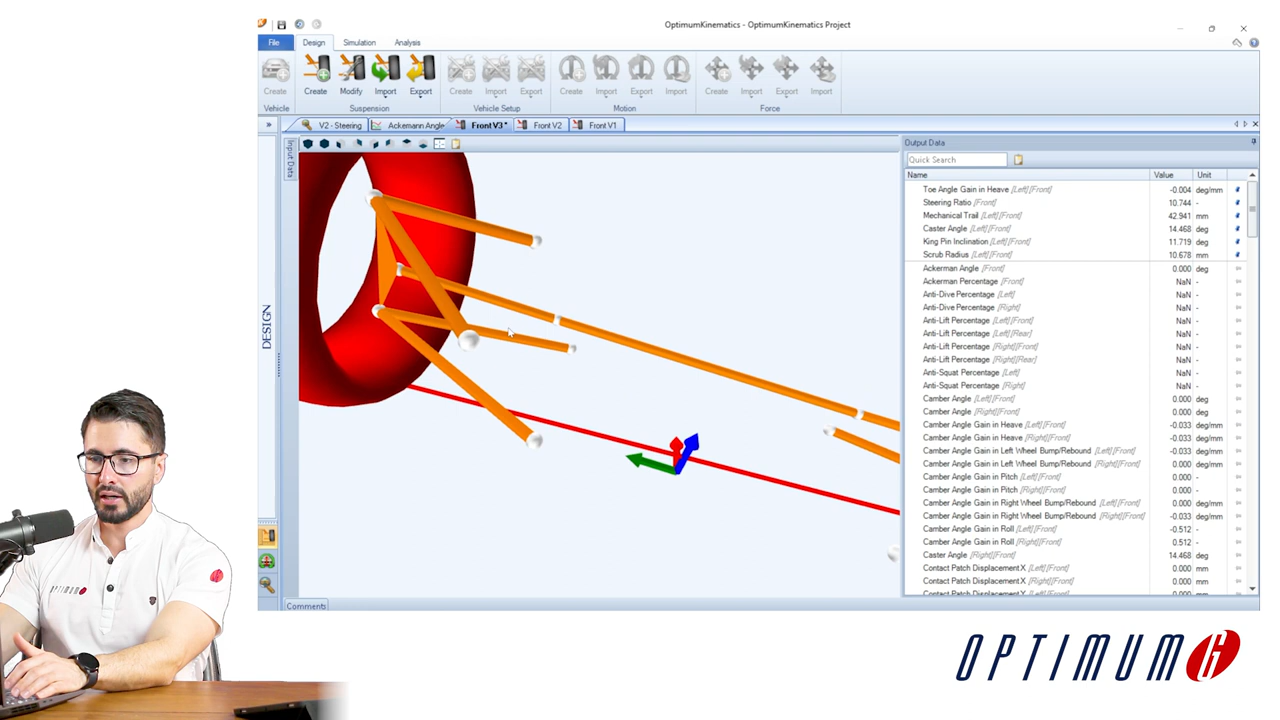 OptimumKinematics - OptimumKinematics Project
File Design Simulation Analysis
Create Create Modify Import Export Create Import Export Create Import Export Import Create Import Export Import
Vehicle Suspension Vehicle Setup Motion Force
V2 - Steering Ackemann Angle Front V3 * Front V2 Front V1
Input Data
DESIGN
Comments
Output Data
Quick Search
Name Value Unit
Toe Angle Gain in Heave [Left][Front] -0.004 deg/mm
Steering Ratio [Front] 10.744 -
Mechanical Trail [Left][Front] 42.941 mm
Caster Angle [Left][Front] 14.468 deg
King Pin Inclination [Left][Front] 11.719 deg
Scrub Radius [Left][Front] 10.678 mm
Ackerman Angle [Front] 0.000 deg
Ackerman Percentage [Front] NaN -
Anti-Dive Percentage [Left] NaN -
Anti-Dive Percentage [Right] NaN -
Anti-Lift Percentage [Left][Front] NaN -
Anti-Lift Percentage [Left][Rear] NaN -
Anti-Lift Percentage [Right][Front] NaN -
Anti-Lift Percentage [Right][Rear] NaN -
Anti-Squat Percentage [Left] NaN -
Anti-Squat Percentage [Right] NaN -
Camber Angle [Left][Front] 0.000 deg
Camber Angle [Right][Front] 0.000 deg
Camber Angle Gain in Heave [Left][Front] -0.033 deg/mm
Camber Angle Gain in Heave [Right][Front] -0.033 deg/mm
Camber Angle Gain in Left Wheel Bump/Rebound [Left][Front] -0.033 deg/mm
Camber Angle Gain in Left Wheel Bump/Rebound [Right][Front] 0.000 deg/mm
Camber Angle Gain in Pitch [Left][Front] 0.000 -
Camber Angle Gain in Pitch [Right][Front] 0.000 -
Camber Angle Gain in Right Wheel Bump/Rebound [Left][Front] 0.000 deg/mm
Camber Angle Gain in Right Wheel Bump/Rebound [Right][Front] -0.033 deg/mm
Camber Angle Gain in Roll [Left][Front] -0.512 -
Camber Angle Gain in Roll [Right][Front] 0.512 -
Caster Angle [Right][Front] 14.468 deg
Contact Patch Displacement X [Left][Front] 0.000 mm
Contact Patch Displacement X [Right][Front] 0.000 mm
Contact Patch Displacement Y [Left][Front] 0.000 mm
OPTIMUM G
OPTIMUM